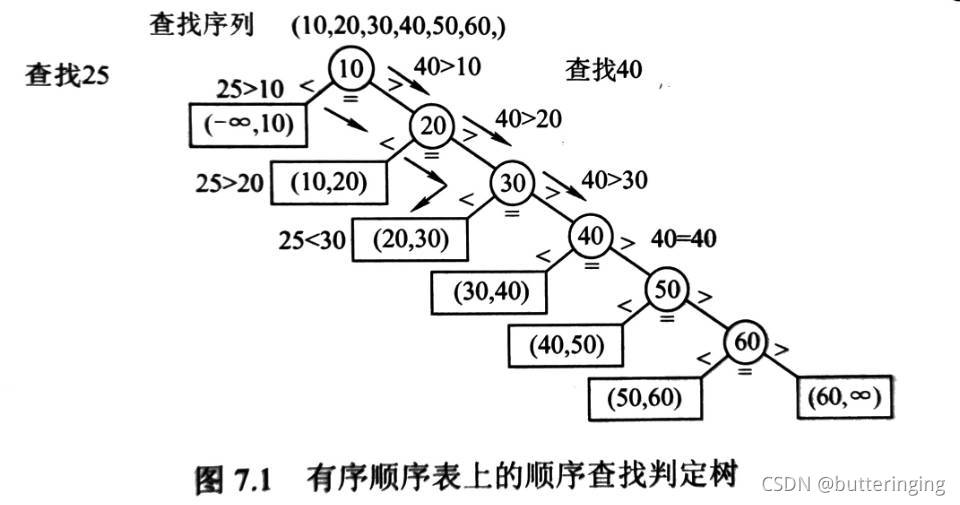 查找序列 (10,20,30,40,50,60,)
查找25
10
40>10
查找40
25>10 < = >
(-∞,10)
20
40>20
< = >
25>20
(10,20)
30
40>30
< = >
25<30
(20,30)
40
40=40
< = >
(30,40)
50
< = >
(40,50)
60
< = >
(50,60)
(60,∞)
图 7.1 有序顺序表上的顺序查找判定树
CSDN @butteringing